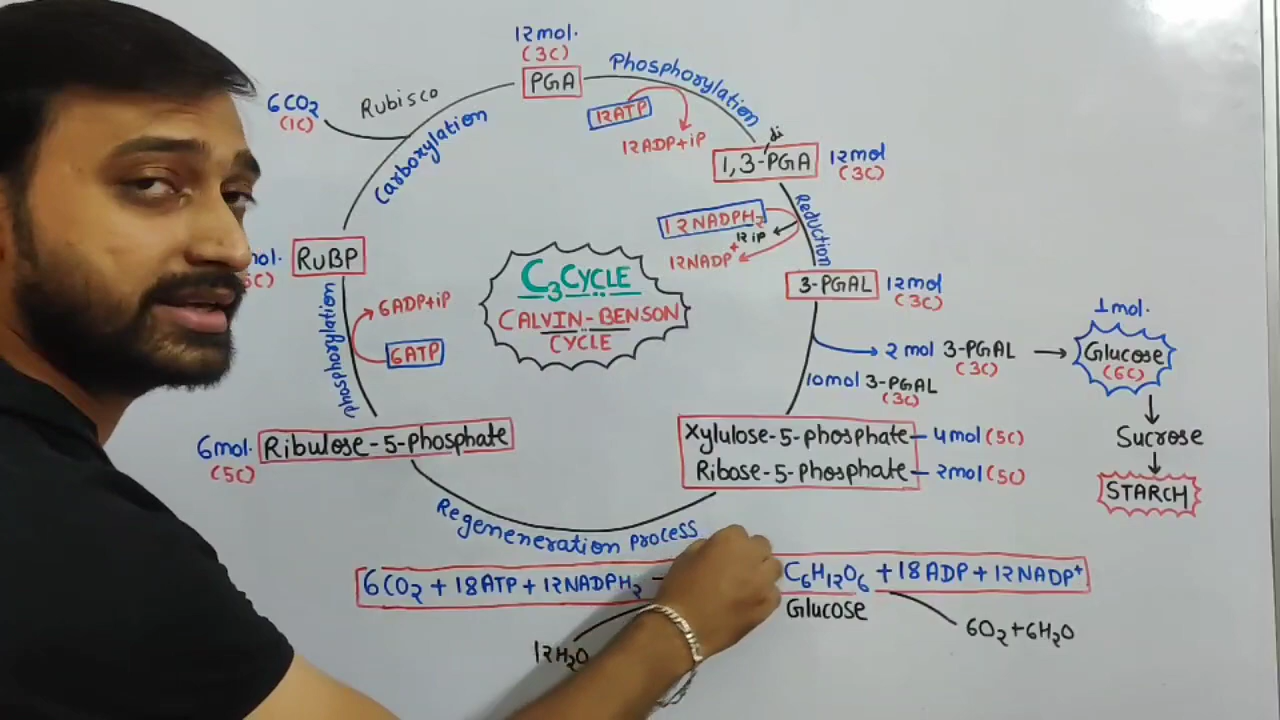 12mol.
(3C)
PGA
Phosphorylation
6CO2
(1C)
Rubisco
Carboxylation
12ATP
12ADP+iP
di
1,3-PGA
12mol
(3C)
12NADPH2
12iP
12NADP+
Reduction
mol.
RuBP
3-PGAL
12mol
(3C)
C3 CYCLE
CALVIN-BENSON
CYCLE
phosphorylation
6ADP+iP
6ATP
2 mol 3-PGAL
(3C)
10mol 3-PGAL
(3C)
1mol.
Glucose
(6C)
Sucrose
STARCH
6mol.
(5C)
Ribulose-5-phosphate
Xylulose-5-phosphate – 4mol (5C)
Ribose-5-Phosphate – 2mol (5C)
Regeneneration process
6CO2 + 18ATP + 12NADPH2 C6H12O6 + 18ADP + 12NADP+
Glucose
12H2O
6O2+6H2O